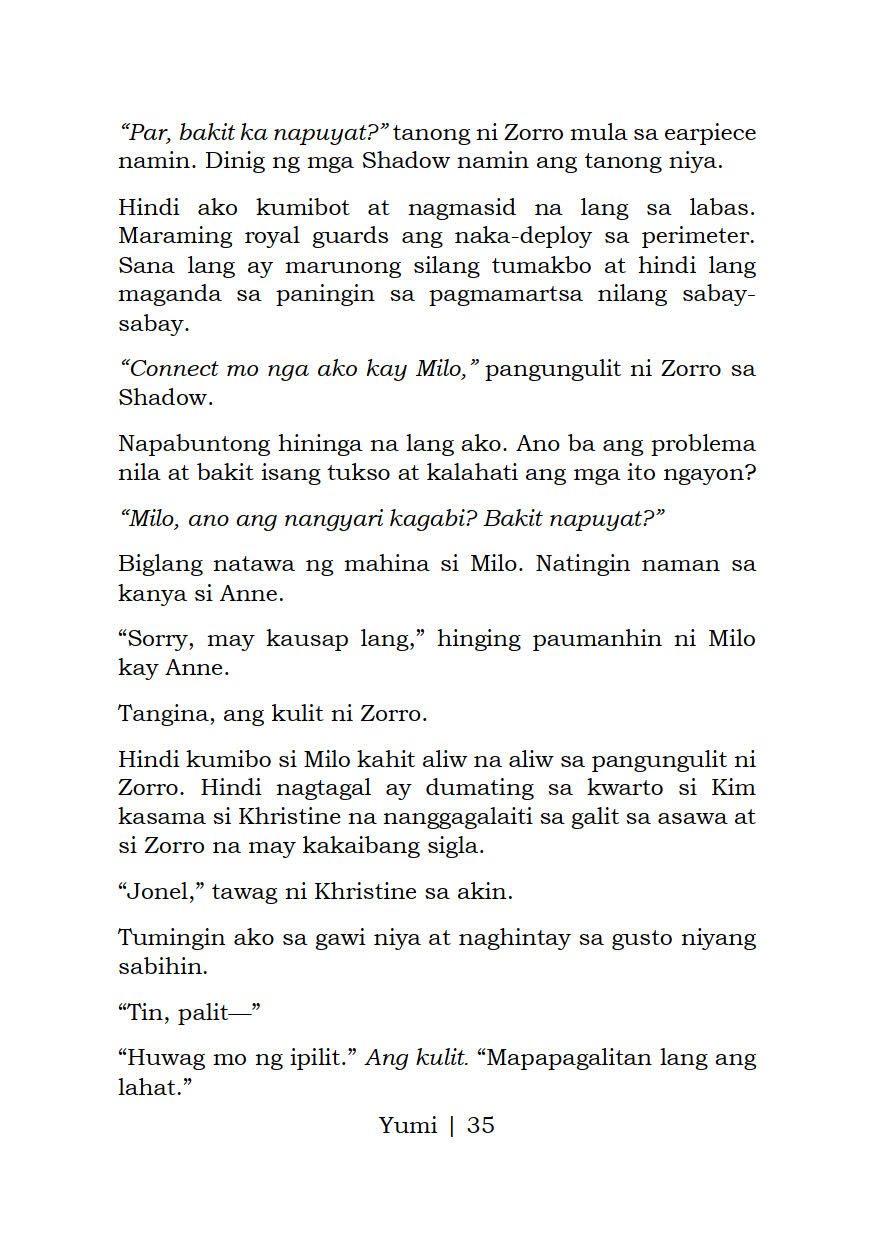 “Par, bakit ka napuyat?” tanong ni Zorro mula sa earpiece
namin. Dinig ng mga Shadow namin ang tanong niya.
Hindi ako kumibot at nagmasid na lang sa labas.
Maraming royal guards ang naka-deploy sa perimeter.
Sana lang ay marunong silang tumakbo at hindi lang
maganda sa paningin sa pagmamartsa nilang sabay-
sabay.
“Connect mo nga ako kay Milo,” pangungulit ni Zorro sa
Shadow.
Napabuntong hininga na lang ako. Ano ba ang problema
nila at bakit isang tukso at kalahati ang mga ito ngayon?
“Milo, ano ang nangyari kagabi? Bakit napuyat?”
Biglang natawa ng mahina si Milo. Natingin naman sa
kanya si Anne.
“Sorry, may kausap lang,” hinging paumanhin ni Milo
kay Anne.
Tangina, ang kulit ni Zorro.
Hindi kumibo si Milo kahit aliw na aliw sa pangungulit ni
Zorro. Hindi nagtagal ay dumating sa kwarto si Kim
kasama si Khristine na nanggagalaiti sa galit sa asawa at
si Zorro na may kakaibang sigla.
“Jonel,” tawag ni Khristine sa akin.
Tumingin ako sa gawi niya at naghintay sa gusto niyang
sabihin.
“Tin, palit—”
“Huwag mo ng ipilit.” Ang kulit. “Mapapagalitan lang ang
lahat.”
Yumi | 35